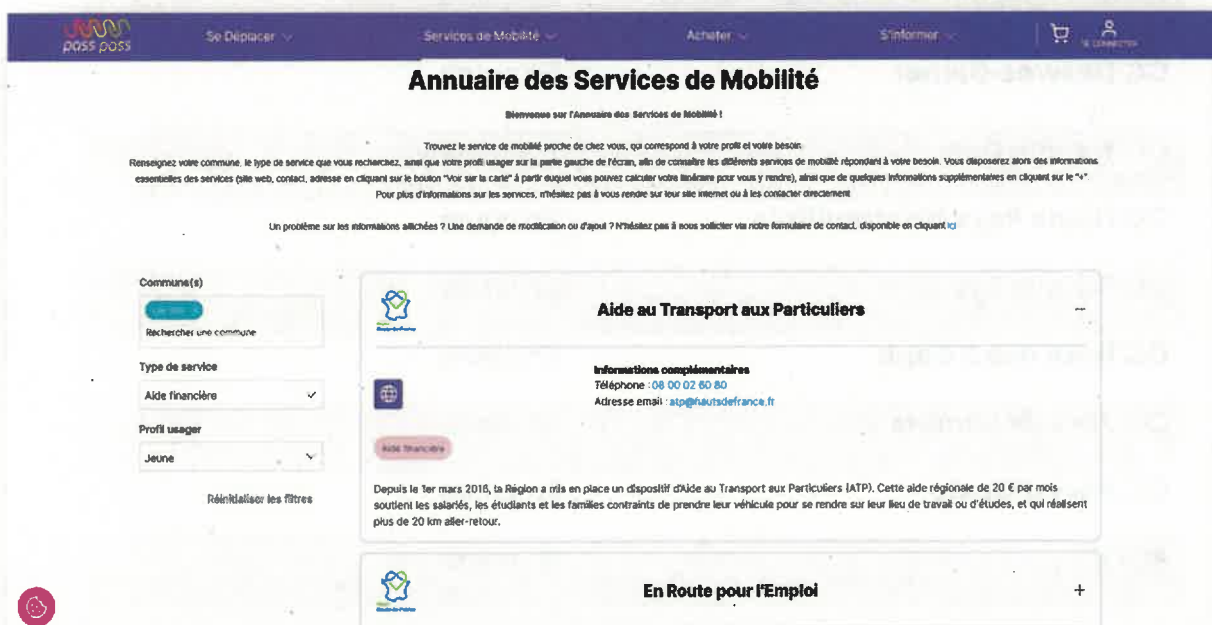 pass pass
Se Déplacer
Services de Mobilité
Acheter
S'informer
SE CONNECTER
Annuaire des Services de Mobilité
Bienvenue sur l'Annuaire des Services de Mobilité !
Trouvez le service de mobilité proche de chez vous, qui correspond à votre profil et votre besoin.
Renseignez votre commune, le type de service que vous recherchez, ainsi que votre profil usager sur la partie gauche de l'écran, afin de connaître les différents services de mobilité répondant à votre besoin. Vous disposerez alors des informations
essentielles des services (site web, contact, adresse en cliquant sur le bouton "Voir sur la carte" à partir duquel vous pouvez calculer votre itinéraire pour vous y rendre), ainsi que de quelques informations supplémentaires en cliquant sur le "+".
Pour plus d'informations sur les services, n'hésitez pas à vous rendre sur leur site internet ou à les contacter directement
Un problème sur les informations affichées ? Une demande de modification ou d'ajout ? N'hésitez pas à nous solliciter via notre formulaire de contact, disponible en cliquant ici
Commune(s)
Rechercher une commune
Type de service
Aide financière
Profil usager
Jeune
Réinitialiser les filtres
Aide au Transport aux Particuliers
Informations complémentaires
Téléphone : 08 00 02 60 80
Adresse email : atp@hautsdefrance.fr
Aide financière
Depuis le 1er mars 2016, la Région a mis en place un dispositif d'Aide au Transport aux Particuliers (ATP). Cette aide régionale de 20 € par mois
soutient les salariés, les étudiants et les familles contraints de prendre leur véhicule pour se rendre sur leur lieu de travail ou d'études, et qui réalisent
plus de 20 km aller-retour.
En Route pour l'Emploi